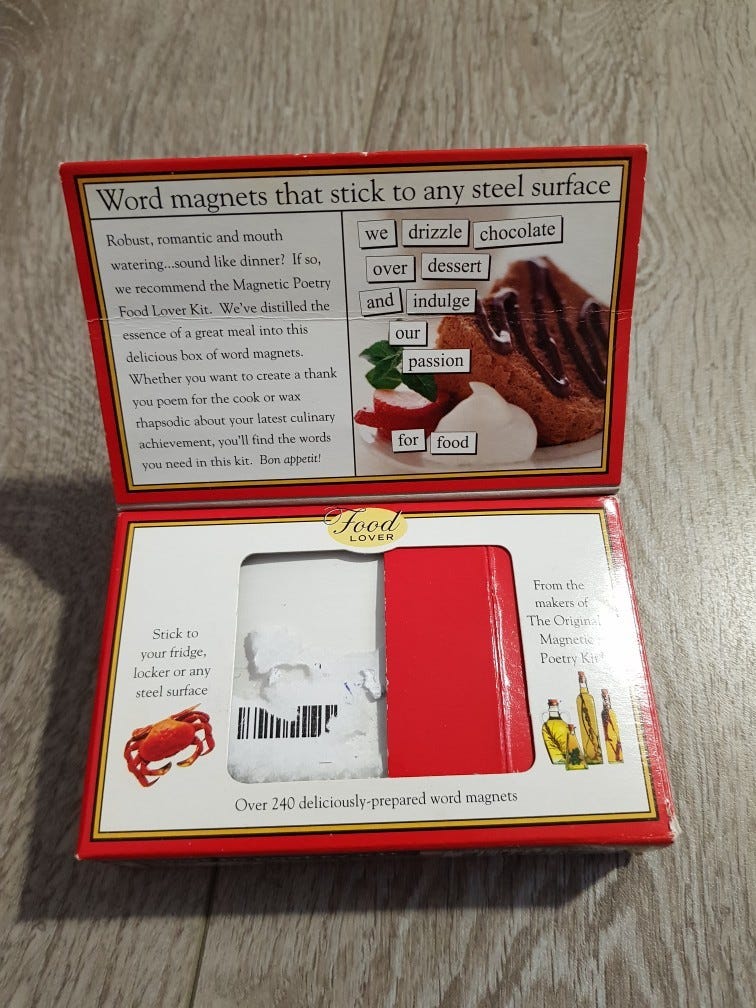 Word magnets that stick to any steel surface
Robust, romantic and mouth
watering...sound like dinner? If so,
we recommend the Magnetic Poetry
Food Lover Kit. We've distilled the
essence of a great meal into this
delicious box of word magnets.
Whether you want to create a thank
you poem for the cook or wax
rhapsodic about your latest culinary
achievement, you'll find the words
you need in this kit. Bon appetit!
we drizzle chocolate
over dessert
and indulge
our
passion
for food
Food
LOVER
Stick to
your fridge,
locker or any
steel surface
From the
makers of
The Original
Magnetic
Poetry Kit
Over 240 deliciously-prepared word magnets